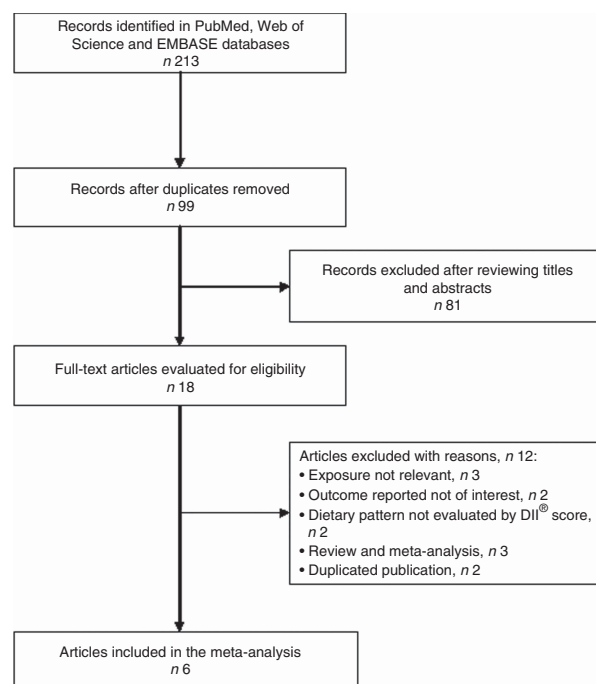 Records identified in PubMed, Web of
Science and EMBASE databases
n 213
Records after duplicates removed
n 99
Records excluded after reviewing titles
and abstracts
n 81
Full-text articles evaluated for eligibility
n 18
Articles excluded with reasons, n 12:
• Exposure not relevant, n 3
• Outcome reported not of interest, n 2
• Dietary pattern not evaluated by DII® score,
n 2
• Review and meta-analysis, n 3
• Duplicated publication, n 2
Articles included in the meta-analysis
n 6